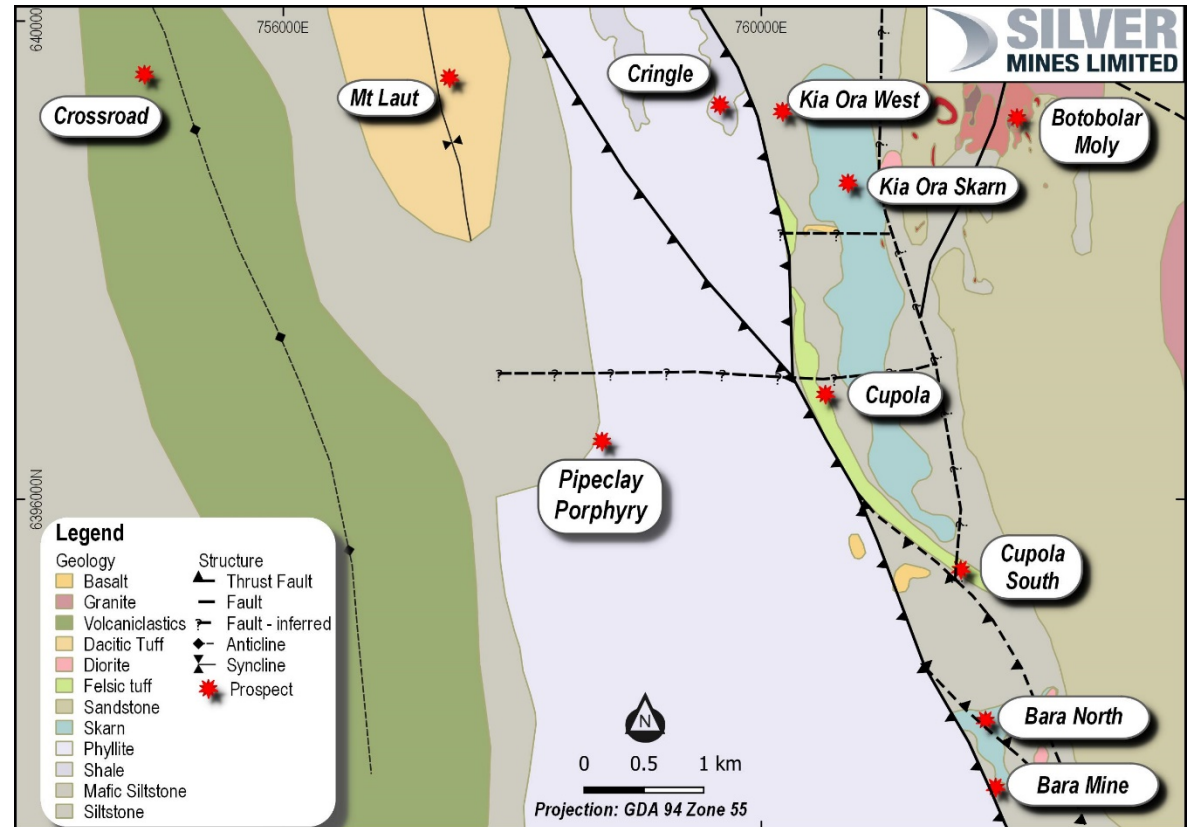 640000
756000E
760000E
SILVER
MINES LIMITED
Crossroad
Mt Laut
Cringle
Kia Ora West
Botobolar
Moly
Kia Ora Skarn
Cupola
Pipeclay
Porphyry
6396000N
Cupola
South
Bara North
Bara Mine
Legend
Geology
Basalt
Granite
Volcaniclastics
Dacitic Tuff
Diorite
Felsic tuff
Sandstone
Skarn
Phyllite
Shale
Mafic Siltstone
Siltstone
Structure
Thrust Fault
Fault
? Fault - inferred
Anticline
Syncline
Prospect
N
0 0.5 1 km
Projection: GDA 94 Zone 55